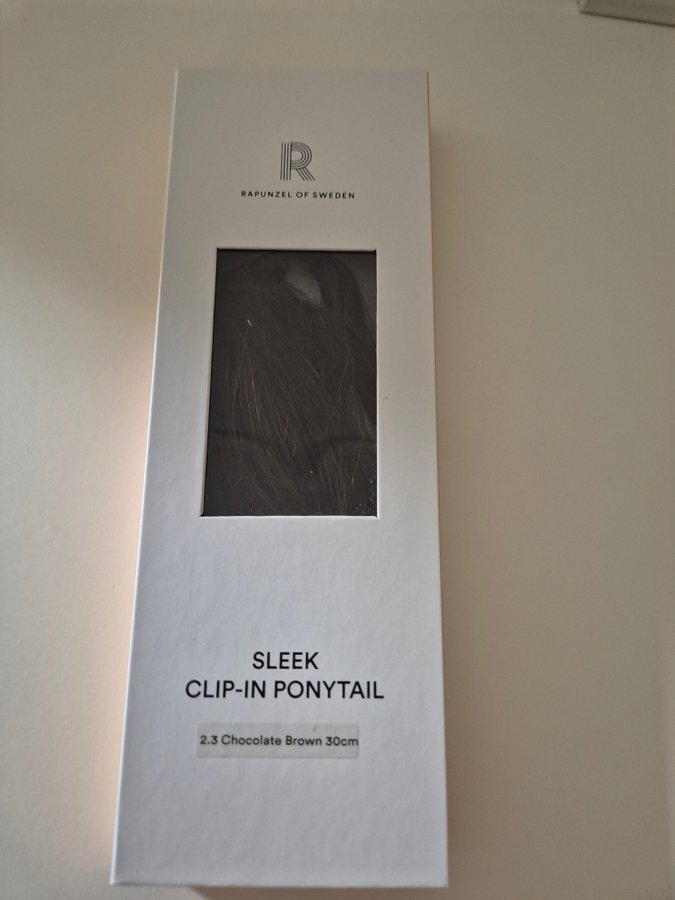 R
RAPUNZEL OF SWEDEN
SLEEK
CLIP-IN PONYTAIL
2.3 Chocolate Brown 30cm